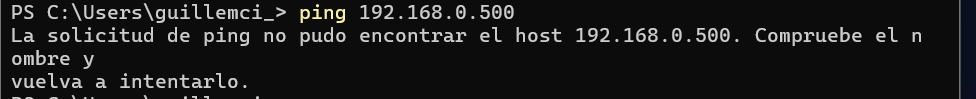 PS C:\Users\guillemci_> ping 192.168.0.500
La solicitud de ping no pudo encontrar el host 192.168.0.500. Compruebe el n
ombre y
vuelva a intentarlo.